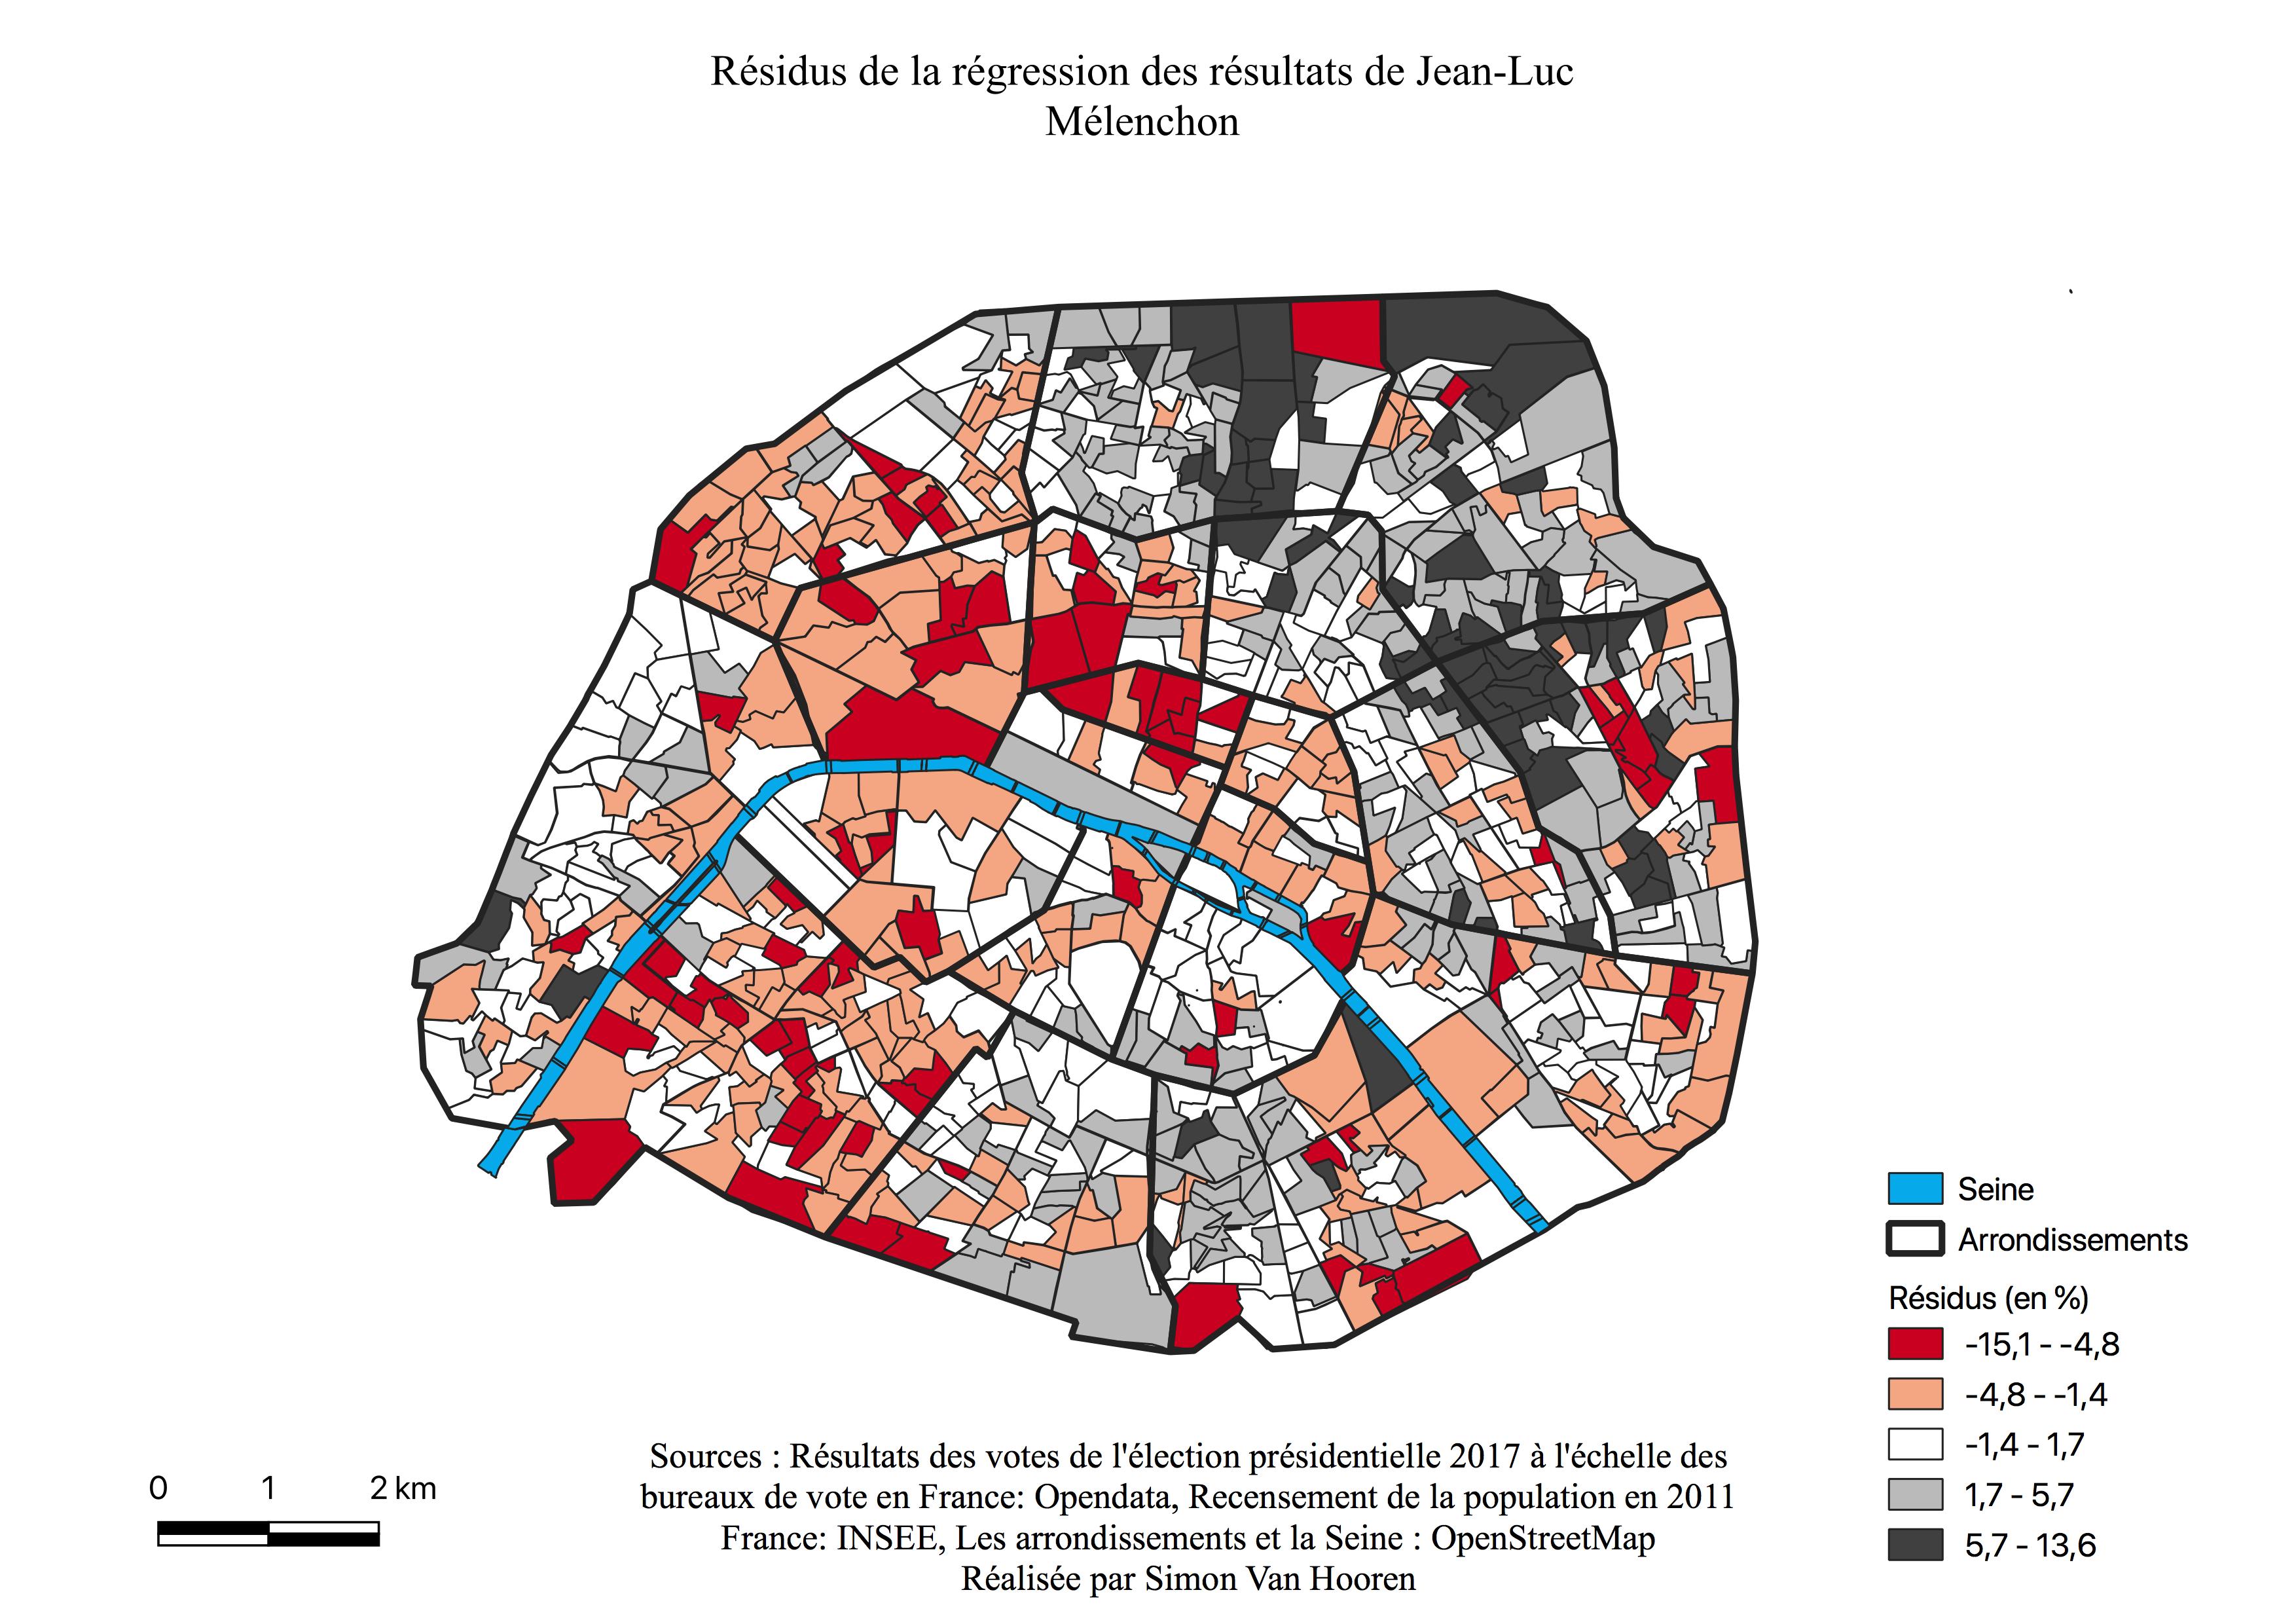 Résidus de la régression des résultats de Jean-Luc
Mélenchon
Seine
Arrondissements
Résidus (en %)
-15,1 - -4,8
-4,8 - -1,4
-1,4 - 1,7
1,7 - 5,7
5,7 - 13,6
0 1 2 km
Sources : Résultats des votes de l'élection présidentielle 2017 à l'échelle des
bureaux de vote en France: Opendata, Recensement de la population en 2011
France: INSEE, Les arrondissements et la Seine : OpenStreetMap
Réalisée par Simon Van Hooren